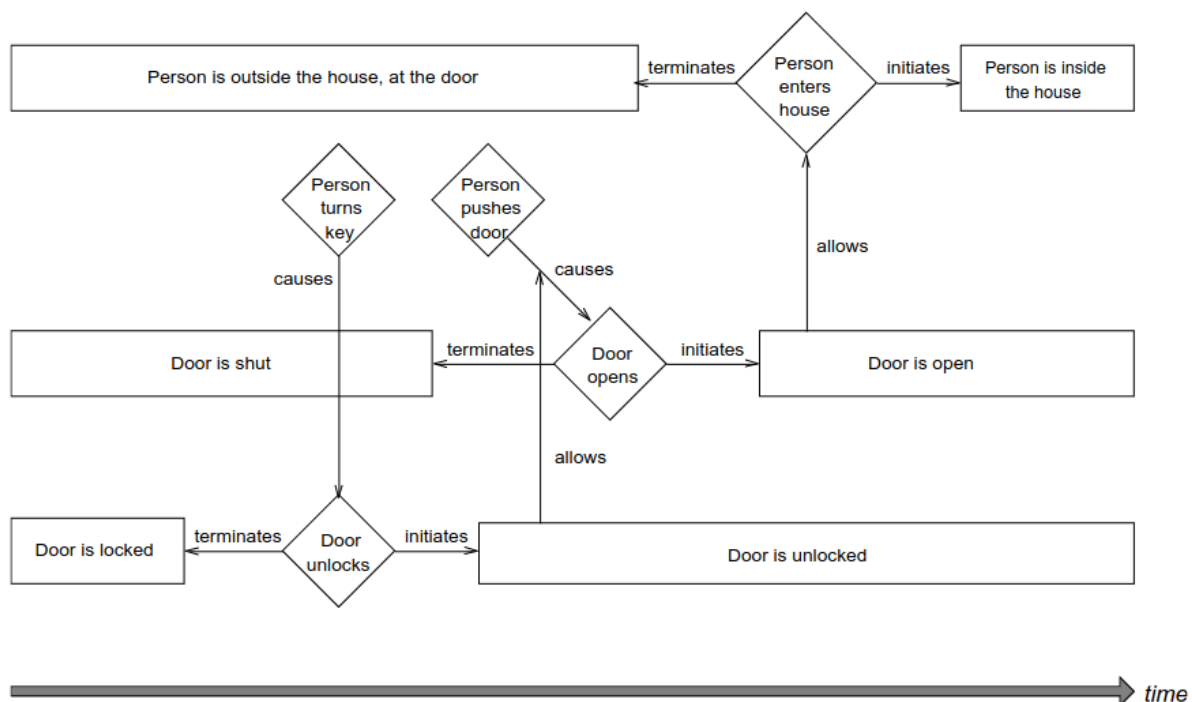 Person is outside the house, at the door
terminates
Person
enters
house
initiates
Person is inside
the house
Person
turns
key
Person
pushes
door
allows
causes
causes
Door is shut
terminates
Door
opens
initiates
Door is open
allows
Door is locked
terminates
Door
unlocks
initiates
Door is unlocked
time